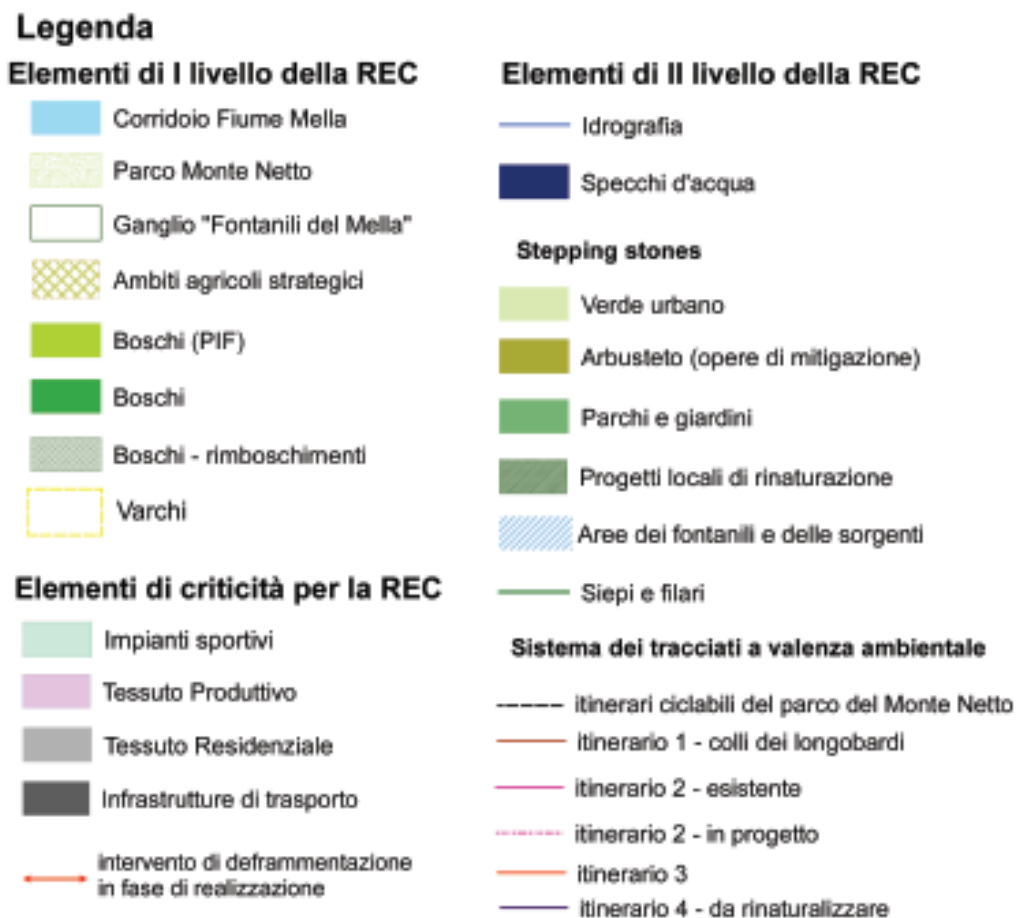 Legenda
Elementi di I livello della REC
Corridoio Fiume Mella
Parco Monte Netto
Ganglio "Fontanili del Mella"
Ambiti agricoli strategici
Boschi (PIF)
Boschi
Boschi - rimboschimenti
Varchi
Elementi di criticità per la REC
Impianti sportivi
Tessuto Produttivo
Tessuto Residenziale
Infrastrutture di trasporto
intervento di deframmentazione
in fase di realizzazione
Elementi di II livello della REC
Idrografia
Specchi d'acqua
Stepping stones
Verde urbano
Arbusteto (opere di mitigazione)
Parchi e giardini
Progetti locali di rinaturazione
Aree dei fontanili e delle sorgenti
Siepi e filari
Sistema dei tracciati a valenza ambientale
itinerari ciclabili del parco del Monte Netto
itinerario 1 - colli dei longobardi
itinerario 2 - esistente
itinerario 2 - in progetto
itinerario 3
itinerario 4 - da rinaturalizzare